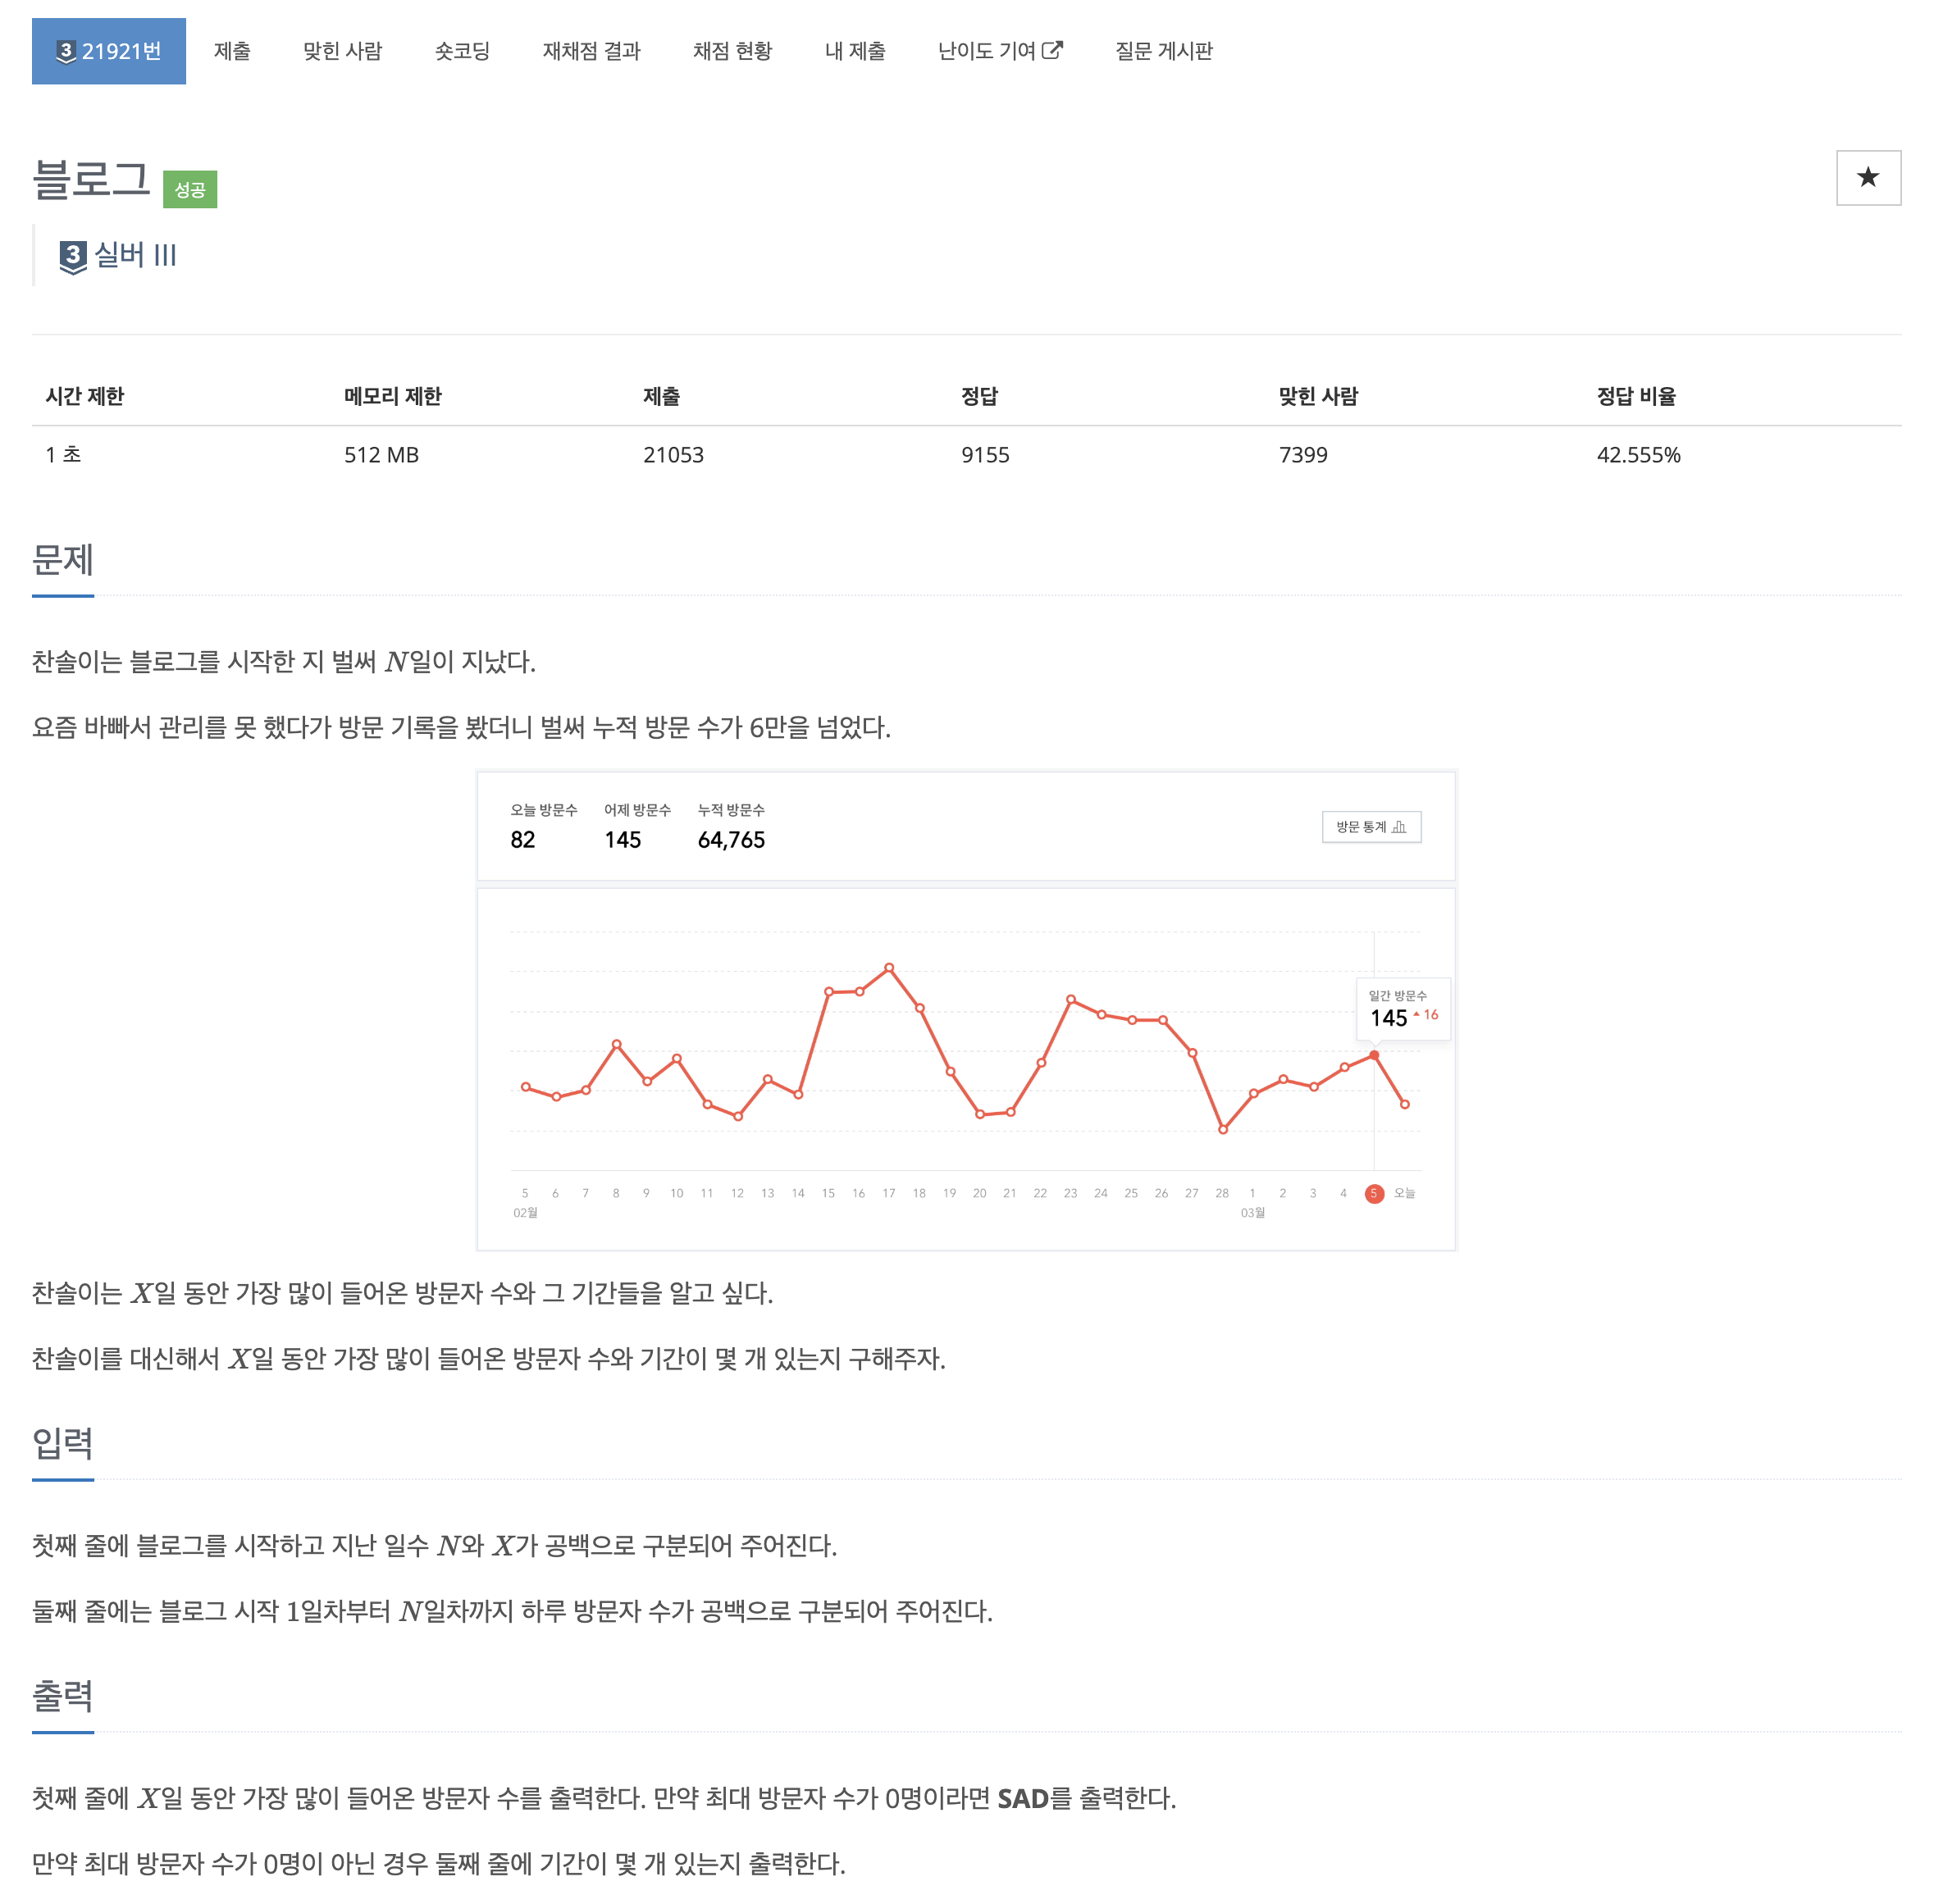 3 21921번 제출 맞힌 사람 숏코딩 재채점 결과 채점 현황 내 제출 난이도 기여 질문 게시판
블로그 성공
3 실버 III
시간 제한 메모리 제한 제출 정답 맞힌 사람 정답 비율
1 초 512 MB 21053 9155 7399 42.555%
문제
찬솔이는 블로그를 시작한 지 벌써 N일이 지났다.
요즘 바빠서 관리를 못 했다가 방문 기록을 봤더니 벌써 누적 방문 수가 6만을 넘었다.
오늘 방문수 어제 방문수 누적 방문수
82 145 64,765
방문 통계
일간 방문수
145 16
5 6 7 8 9 10 11 12 13 14 15 16 17 18 19 20 21 22 23 24 25 26 27 28 1 2 3 4 5 오늘
02월 03월
찬솔이는 X일 동안 가장 많이 들어온 방문자 수와 그 기간들을 알고 싶다.
찬솔이를 대신해서 X일 동안 가장 많이 들어온 방문자 수와 기간이 몇 개 있는지 구해주자.
입력
첫째 줄에 블로그를 시작하고 지난 일수 N와 X가 공백으로 구분되어 주어진다.
둘째 줄에는 블로그 시작 1일차부터 N일차까지 하루 방문자 수가 공백으로 구분되어 주어진다.
출력
첫째 줄에 X일 동안 가장 많이 들어온 방문자 수를 출력한다. 만약 최대 방문자 수가 0명이라면 SAD를 출력한다.
만약 최대 방문자 수가 0명이 아닌 경우 둘째 줄에 기간이 몇 개 있는지 출력한다.